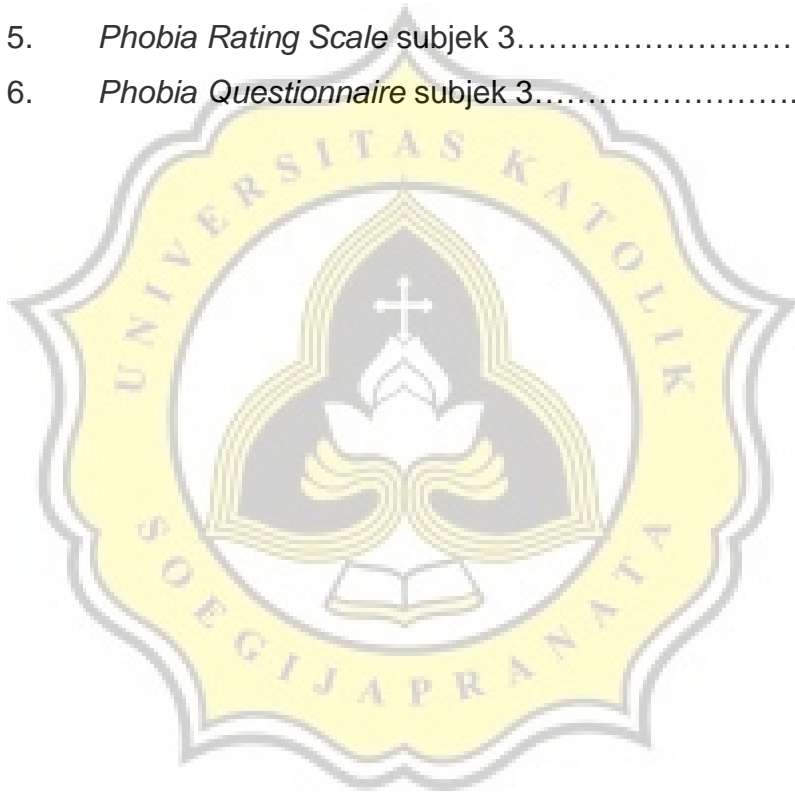 5. Phobia Rating Scale subjek 3……………………….
6. Phobia Questionnaire subjek 3……………………..
UNIVERSITAS KATOLIK
SOEGIJAPRANATA